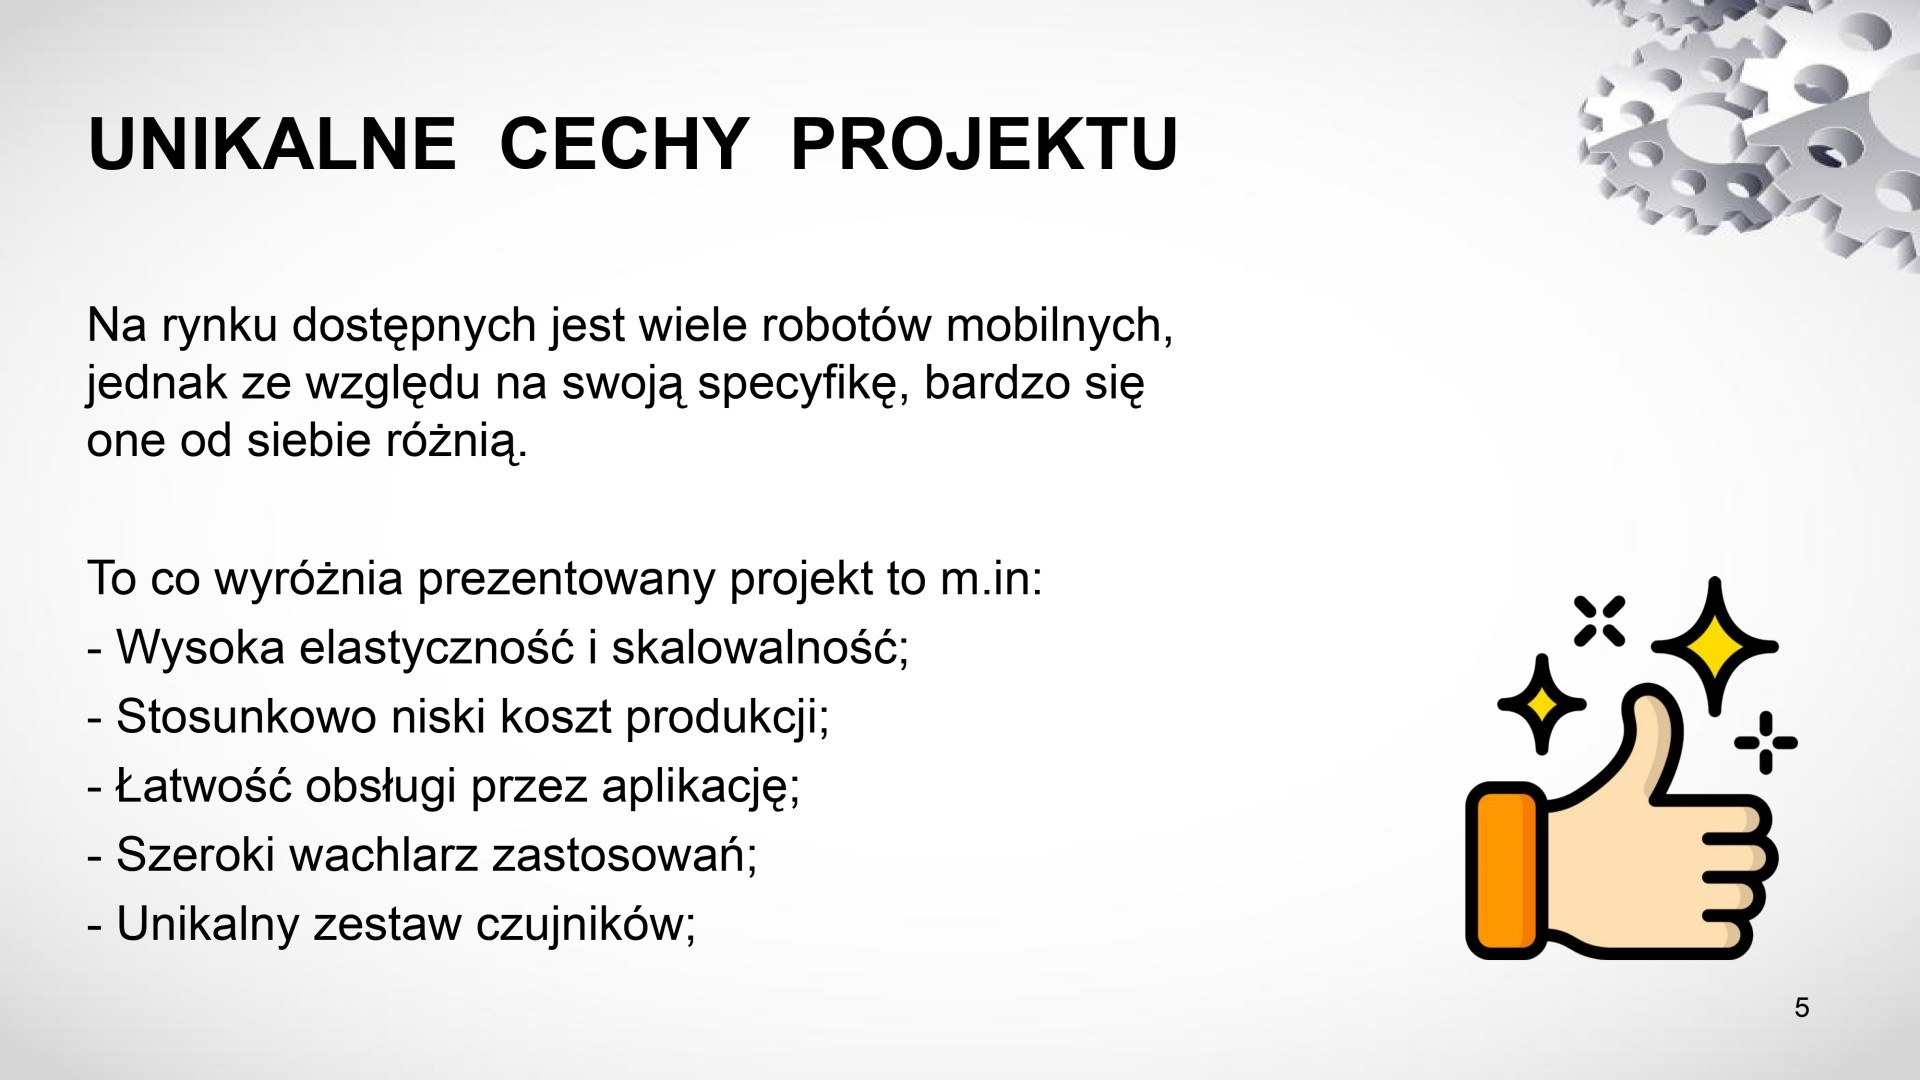 UNIKALNE CECHY PROJEKTU
Na rynku dostępnych jest wiele robotów mobilnych,
jednak ze względu na swoją specyfikę, bardzo się
one od siebie różnią.
To co wyróżnia prezentowany projekt to m.in:
- Wysoka elastyczność i skalowalność;
- Stosunkowo niski koszt produkcji;
- Łatwość obsługi przez aplikację;
- Szeroki wachlarz zastosowań;
- Unikalny zestaw czujników;
5